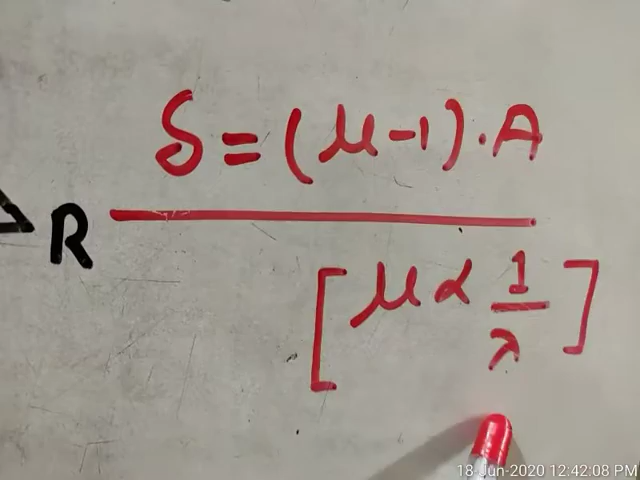 δ = (μ - 1) . A
R
[μ ∝ 1/λ]
18-Jun-2020 12:42:08 PM